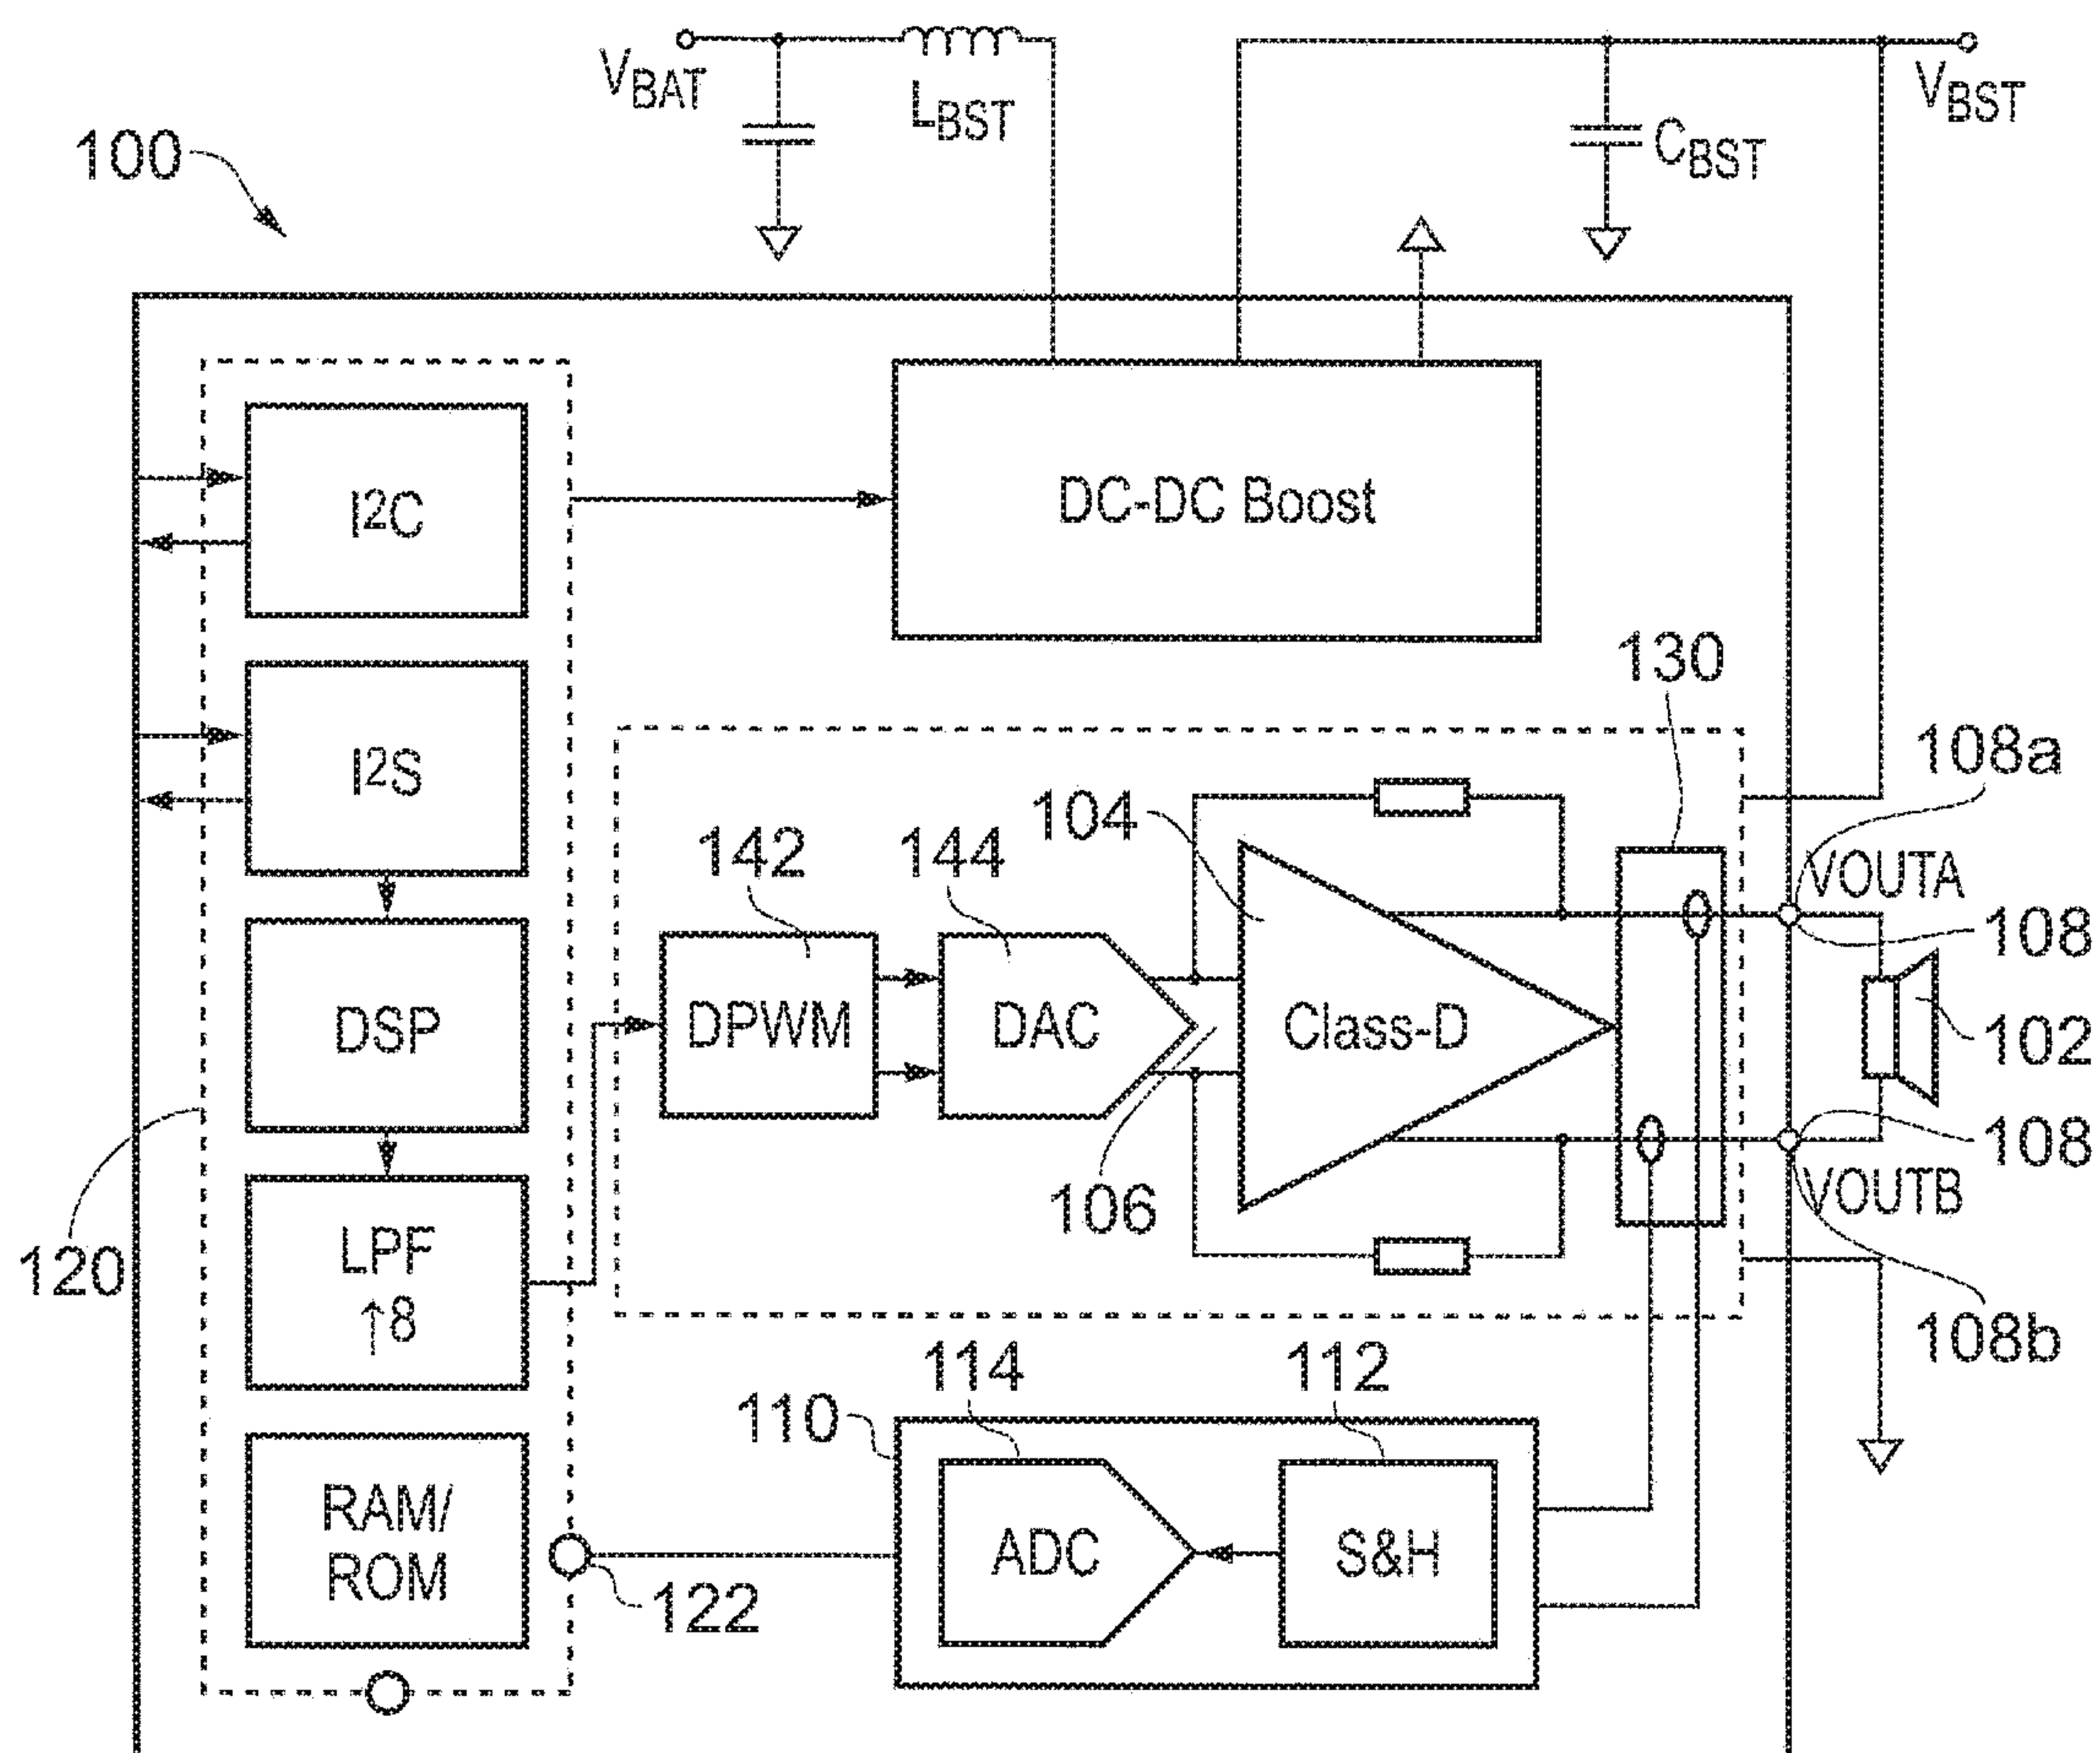 VBAT
LBST
VBST
CBST
100
I2C
DC-DC Boost
130
I2S
108a
104
142
144
VOUTA
108
DSP
DPWM
DAC
Class-D
102
106
108
VOUTB
120
LPF
↑8
108b
114
112
110
RAM/
ROM
ADC
S&H
122